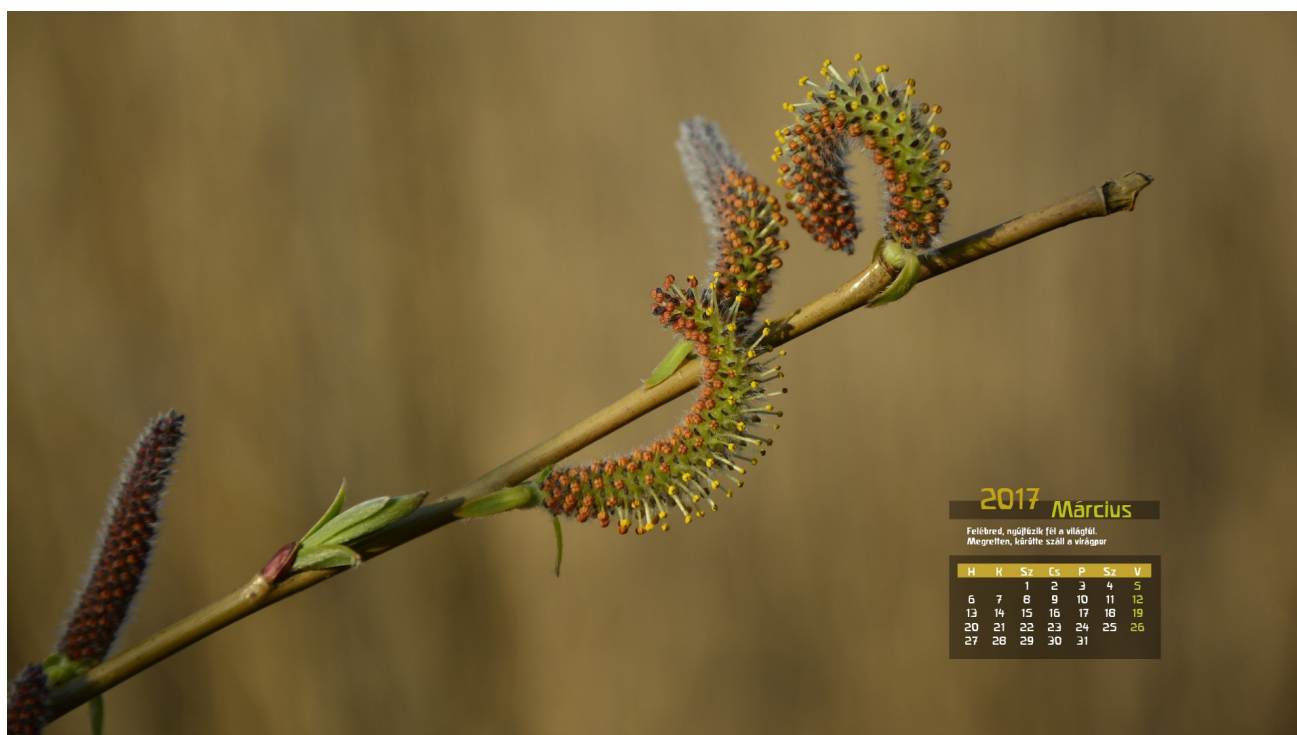 2017 Március
Felébred, nyújtózik fél a világtól.
Megretten, körötte száll a virágpor
H K Sz Cs P Sz V
1 2 3 4 5
6 7 8 9 10 11 12
13 14 15 16 17 18 19
20 21 22 23 24 25 26
27 28 29 30 31